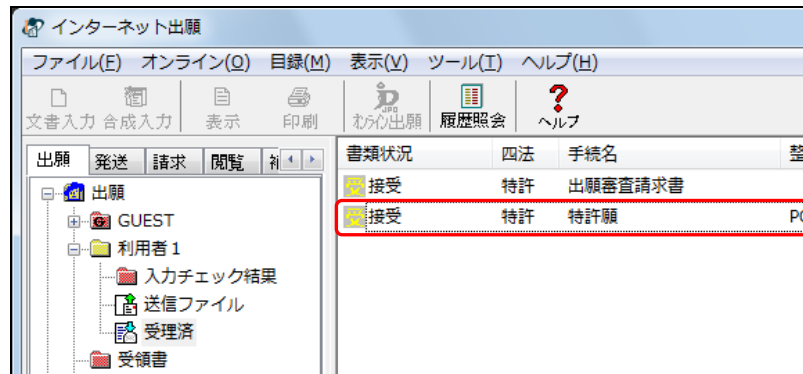 インターネット出願
ファイル(F) オンライン(O) 目録(M) 表示(V) ツール(T) ヘルプ(H)
文書入力 合成入力 表示 印刷 オンライン出願 履歴照会 ヘルプ
出願 発送 請求 閲覧
書類状況 四法 手続名 整
出願
GUEST
利用者1
入力チェック結果
送信ファイル
受理済
受領書
受 接受 特許 出願審査請求書
受 接受 特許 特許願 PC